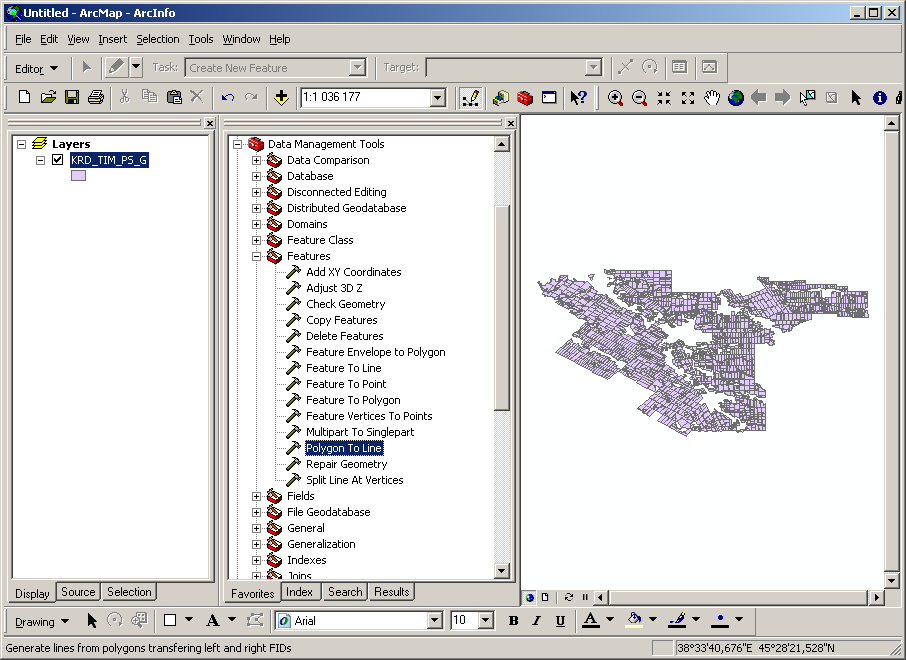 Untitled - ArcMap - ArcInfo
File Edit View Insert Selection Tools Window Help
Editor Task: Create New Feature Target:
1:1 036 177
Layers
KRD_TIM_PS_G
Data Management Tools
Data Comparison
Database
Disconnected Editing
Distributed Geodatabase
Domains
Feature Class
Features
Add XY Coordinates
Adjust 3D Z
Check Geometry
Copy Features
Delete Features
Feature Envelope to Polygon
Feature To Line
Feature To Point
Feature To Polygon
Feature Vertices To Points
Multipart To Singlepart
Polygon To Line
Repair Geometry
Split Line At Vertices
Fields
File Geodatabase
General
Generalization
Indexes
Joins
Display Source Selection
Favorites Index Search Results
Drawing A Arial 10 B I U A
Generate lines from polygons transfering left and right FIDs
38°33'40,676"E 45°28'21,528"N